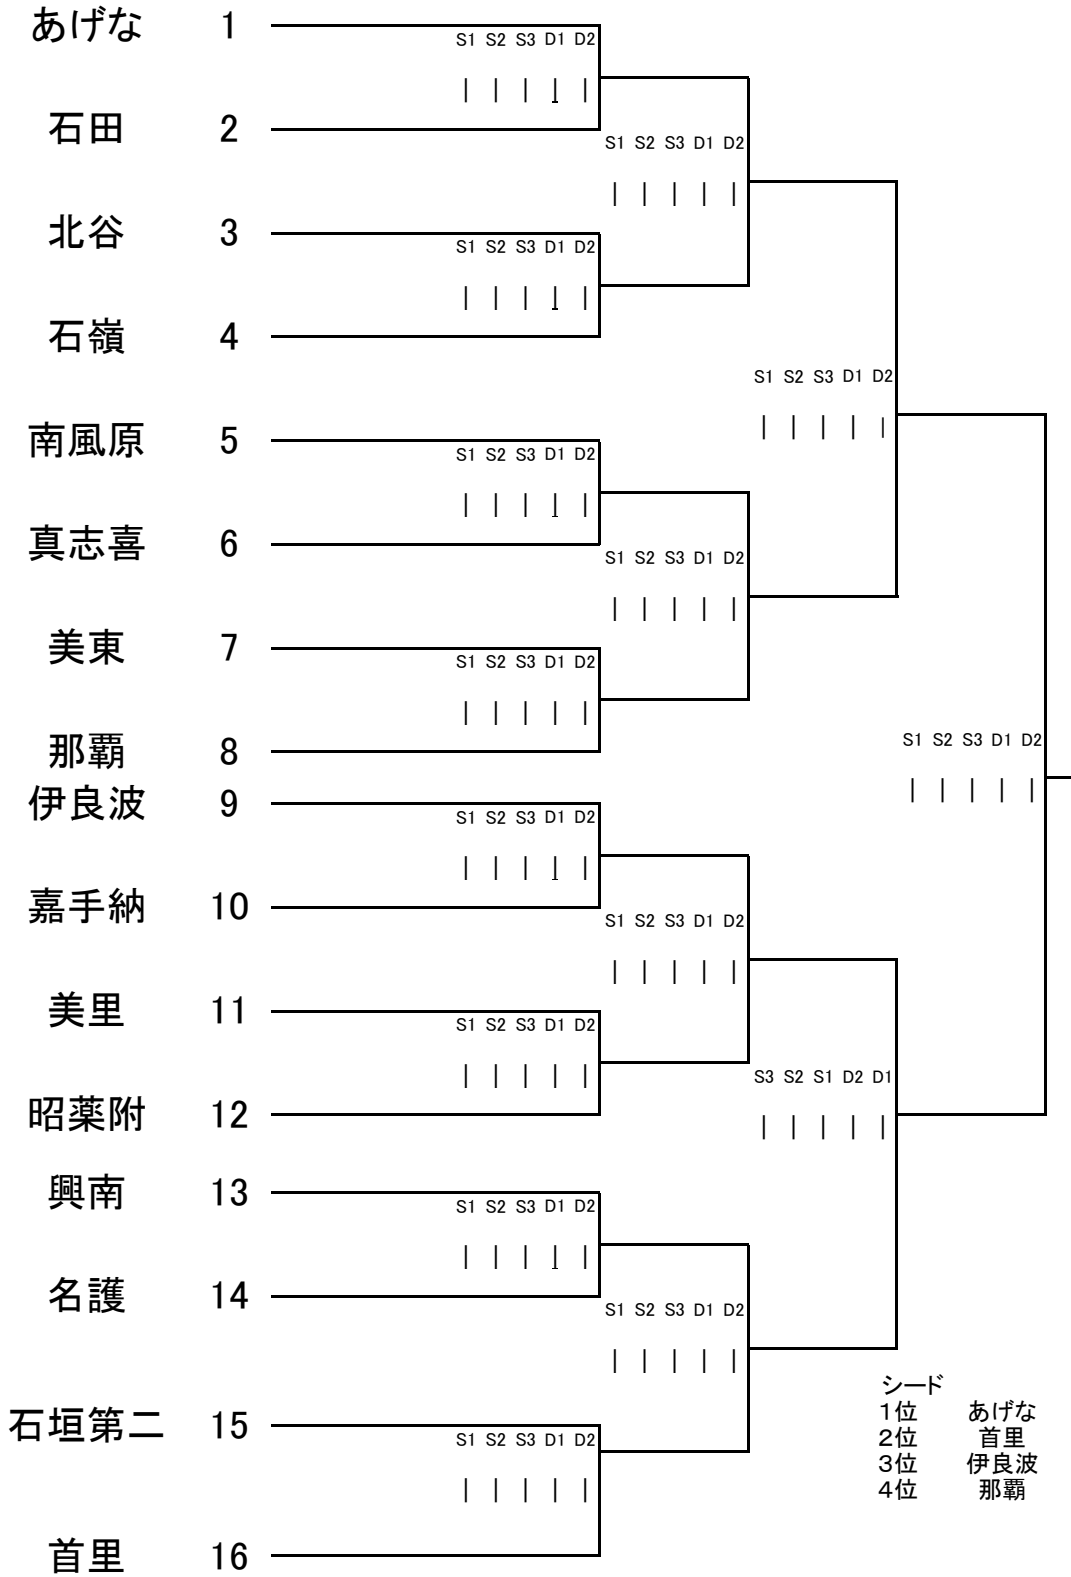 あげな 1
S1 S2 S3 D1 D2
| | | | |
石田 2
S1 S2 S3 D1 D2
| | | | |
北谷 3
S1 S2 S3 D1 D2
| | | | |
石嶺 4
S1 S2 S3 D1 D2
| | | | |
南風原 5
S1 S2 S3 D1 D2
| | | | |
真志喜 6
S1 S2 S3 D1 D2
| | | | |
美東 7
S1 S2 S3 D1 D2
| | | | |
那覇 8
S1 S2 S3 D1 D2
| | | | |
伊良波 9
S1 S2 S3 D1 D2
| | | | |
嘉手納 10
S1 S2 S3 D1 D2
| | | | |
美里 11
S1 S2 S3 D1 D2
| | | | |
S3 S2 S1 D2 D1
| | | | |
昭薬附 12
興南 13
S1 S2 S3 D1 D2
| | | | |
名護 14
S1 S2 S3 D1 D2
| | | | |
石垣第二 15
S1 S2 S3 D1 D2
| | | | |
首里 16
シード
1位 あげな
2位 首里
3位 伊良波
4位 那覇